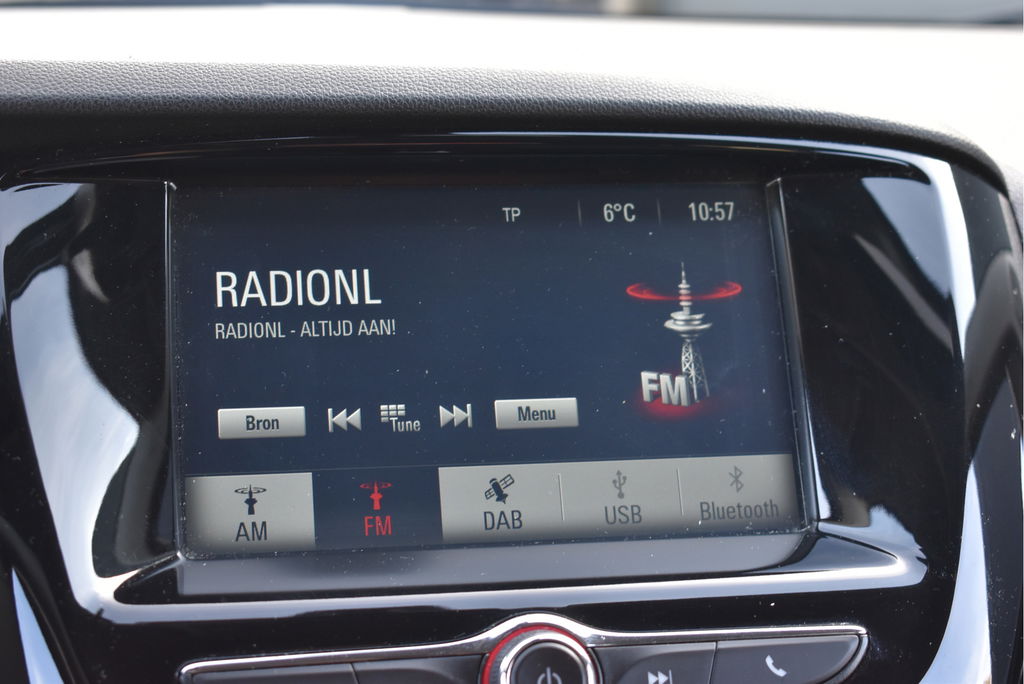 TP 6°C 10:57
RADIONL
RADIONL - ALTIJD AAN!
FM
Bron Tune Menu
AM FM DAB USB Bluetooth